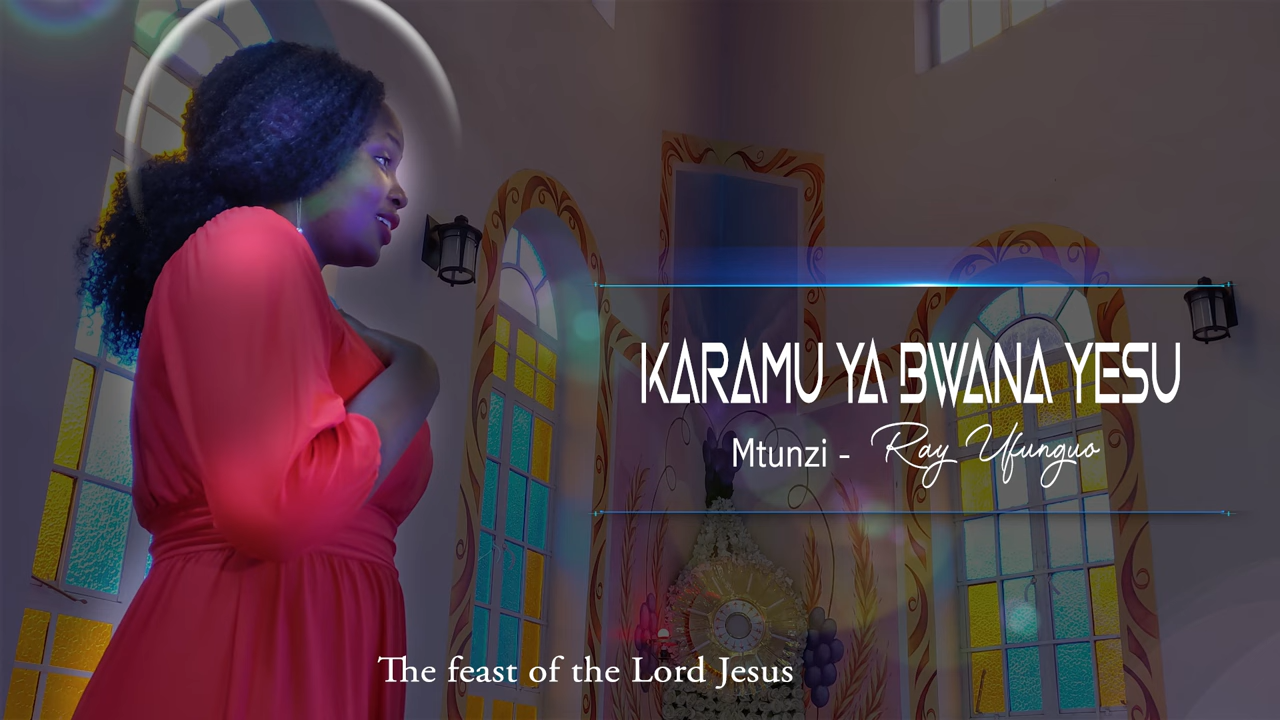 KARAMU YA BWANA YESU
Mtunzi - Ray Ufunguo
The feast of the Lord Jesus